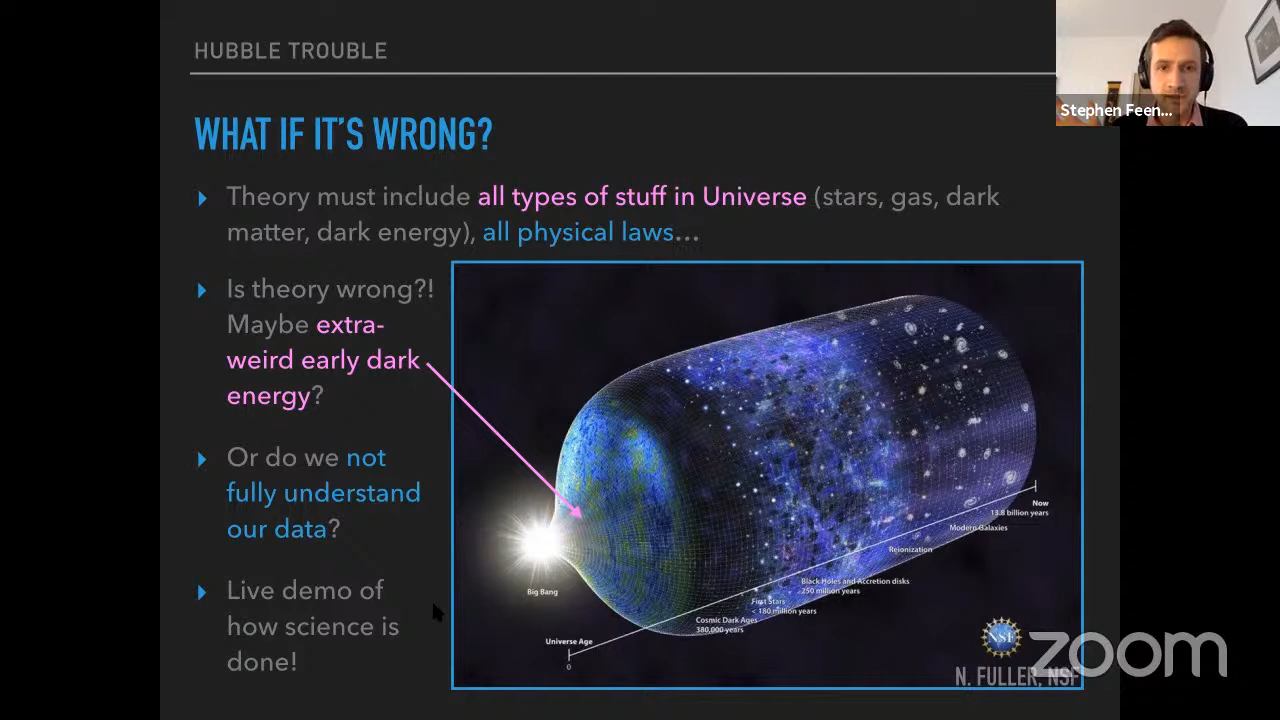 HUBBLE TROUBLE
Stephen Feen...
WHAT IF IT'S WRONG?
Theory must include all types of stuff in Universe (stars, gas, dark
matter, dark energy), all physical laws...
Is theory wrong?!
Maybe extra-
weird early dark
energy?
Or do we not
fully understand
our data?
Live demo of
how science is
done!
Now
13.8 billion years
Modern Galaxies
Reionization
Black Holes and Accretion disks
250 million years
First Stars
< 180 million years
Cosmic Dark Ages
380,000 years
Big Bang
Universe Age
0
NSF
N. FULLER, NSF
zoom